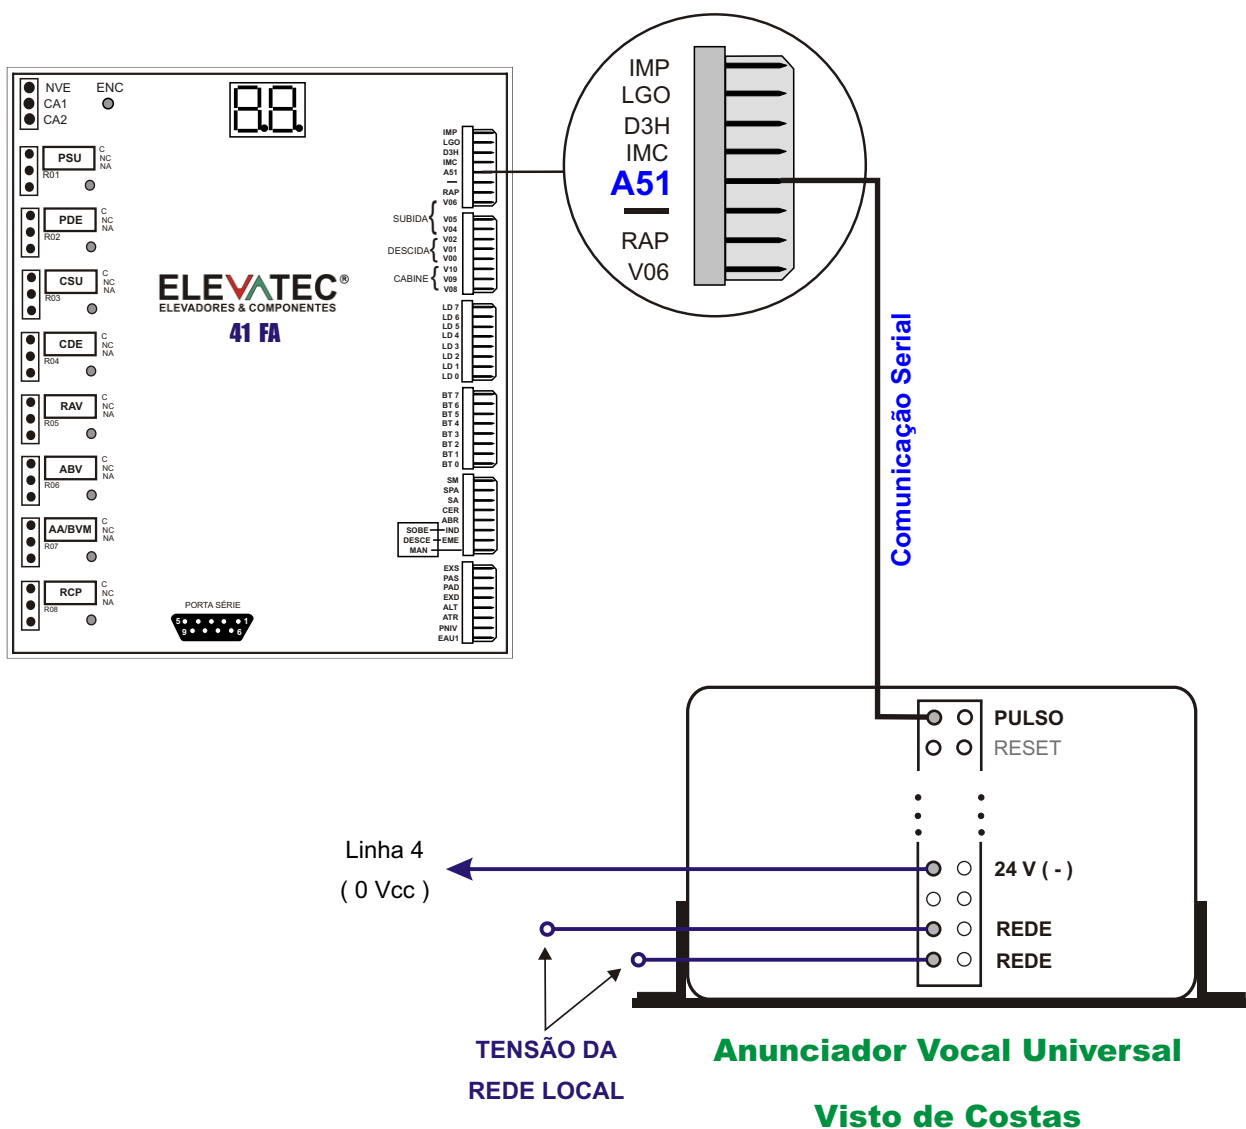 NVE ENC
CA1
CA2
PSU
C
NC
NA
R01
PDE
C
NC
NA
R02
CSU
C
NC
NA
R03
CDE
C
NC
NA
R04
RAV
C
NC
NA
R05
ABV
C
NC
NA
R06
AA/BVM
C
NC
NA
R07
RCP
C
NC
NA
R08
ELEVATEC®
ELEVADORES & COMPONENTES
41 FA
PORTA SÉRIE
5 1
9 6
IMP
LGO
D3H
IMC
A51
RAP
V06
SUBIDA
V05
V04
V02
DESCIDA
V01
V00
V10
CABINE
V09
V08
LD 7
LD 6
LD 5
LD 4
LD 3
LD 2
LD 1
LD 0
BT 7
BT 6
BT 5
BT 4
BT 3
BT 2
BT 1
BT 0
SM
SPA
SA
CER
ABR
SOBE IND
DESCE EME
MAN
EXS
PAS
PAD
EXD
ALT
ATR
PNIV
EAU1
IMP
LGO
D3H
IMC
A51
RAP
V06
Comunicação Serial
PULSO
RESET
Linha 4
( 0 Vcc )
24 V ( - )
REDE
REDE
TENSÃO DA
REDE LOCAL
Anunciador Vocal Universal
Visto de Costas